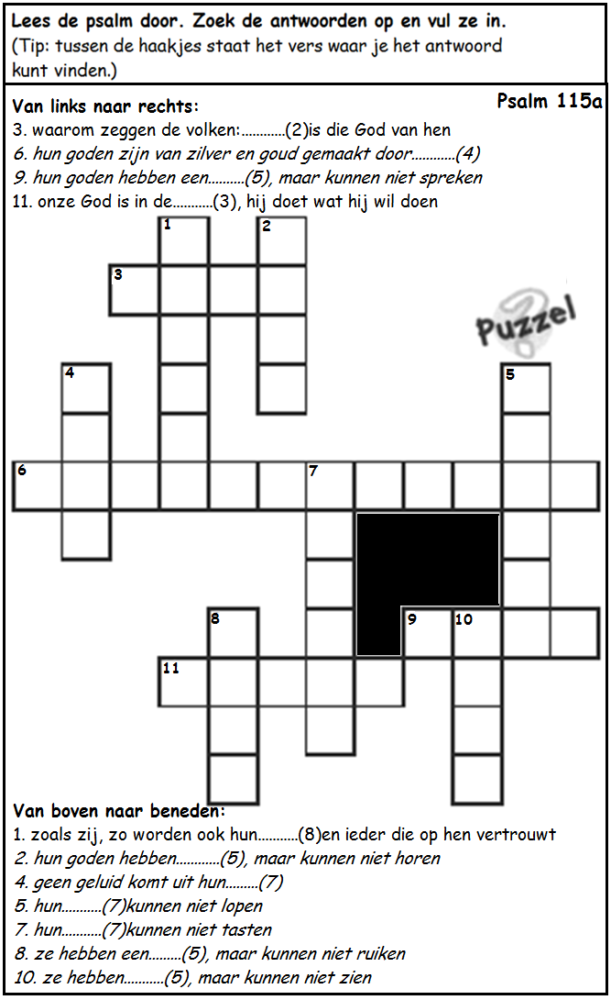 Lees de psalm door. Zoek de antwoorden op en vul ze in.
(Tip: tussen de haakjes staat het vers waar je het antwoord
kunt vinden.)
Psalm 115a
Van links naar rechts:
3. waarom zeggen de volken:...........(2)is die God van hen
6. hun goden zijn van zilver en goud gemaakt door...........(4)
9. hun goden hebben een.........(5), maar kunnen niet spreken
11. onze God is in de..........(3), hij doet wat hij wil doen
1 2
3
Puzzel
4 5
6 7
8 9 10
11
Van boven naar beneden:
1. zoals zij, zo worden ook hun..........(8)en ieder die op hen vertrouwt
2. hun goden hebben...........(5), maar kunnen niet horen
4. geen geluid komt uit hun........(7)
5. hun..........(7)kunnen niet lopen
7. hun..........(7)kunnen niet tasten
8. ze hebben een........(5), maar kunnen niet ruiken
10. ze hebben..........(5), maar kunnen niet zien